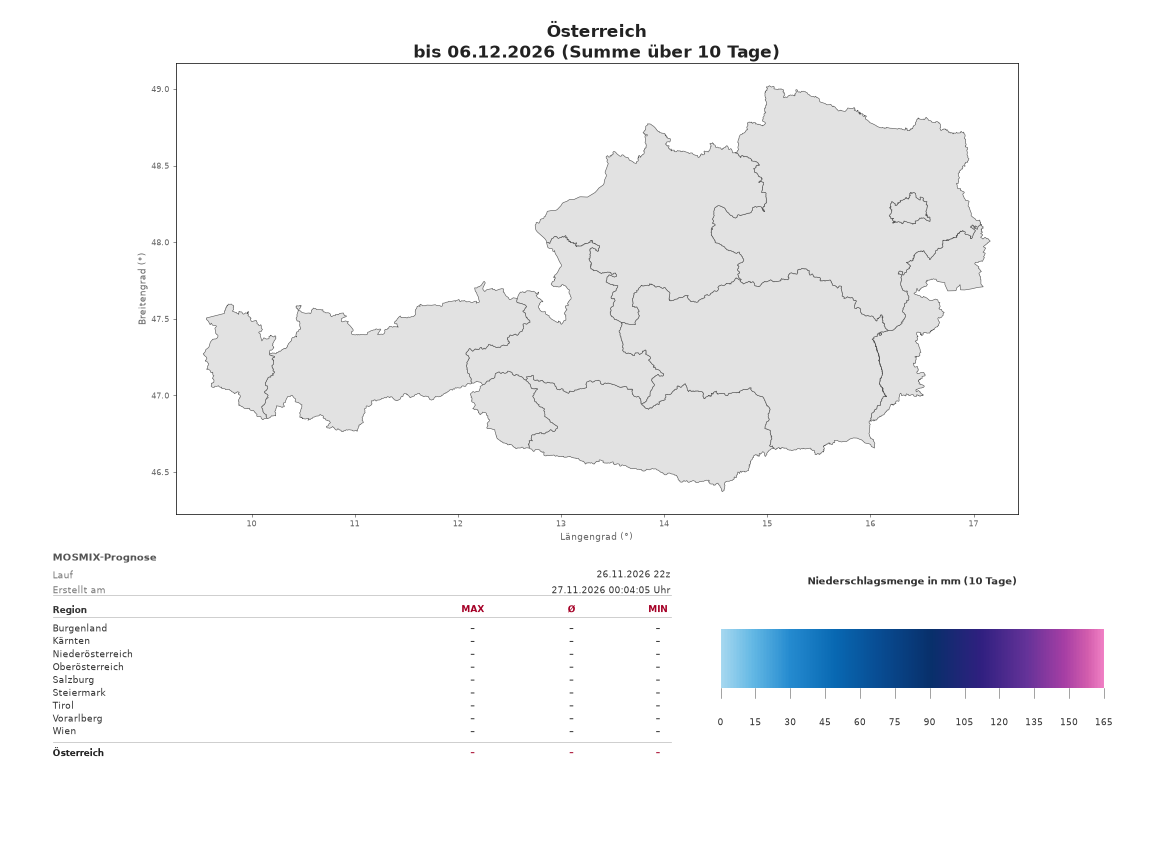 Österreich
bis 06.12.2026 (Summe über 10 Tage)
49.0
48.5
48.0
47.5
47.0
46.5
Breitengrad (°)
10 11 12 13 14 15 16 17
Längengrad (°)
MOSMIX-Prognose
Lauf 26.11.2026 22z
Erstellt am 27.11.2026 00:04:05 Uhr
Region MAX Ø MIN
Burgenland – – –
Kärnten – – –
Niederösterreich – – –
Oberösterreich – – –
Salzburg – – –
Steiermark – – –
Tirol – – –
Vorarlberg – – –
Wien – – –
Österreich – – –
Niederschlagsmenge in mm (10 Tage)
0 15 30 45 60 75 90 105 120 135 150 165